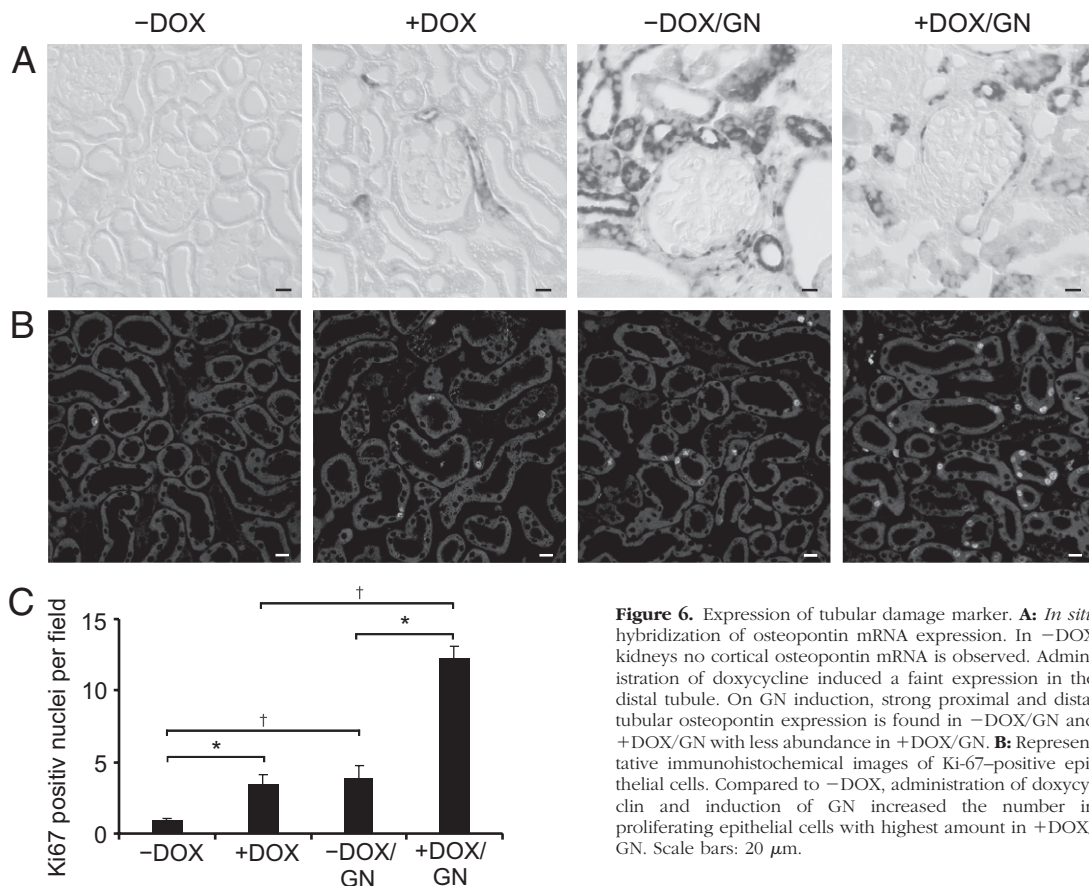 −DOX +DOX −DOX/GN +DOX/GN
A
B
C
Ki67 positiv nuclei per field
15
10
5
0
*
†
†
*
−DOX +DOX −DOX/ +DOX/
GN GN
Figure 6. Expression of tubular damage marker. A: In situ
hybridization of osteopontin mRNA expression. In −DOX
kidneys no cortical osteopontin mRNA is observed. Admin
istration of doxycycline induced a faint expression in the
distal tubule. On GN induction, strong proximal and dista
tubular osteopontin expression is found in −DOX/GN and
+DOX/GN with less abundance in +DOX/GN. B: Represen
tative immunohistochemical images of Ki-67–positive epi
thelial cells. Compared to −DOX, administration of doxycy
clin and induction of GN increased the number in
proliferating epithelial cells with highest amount in +DOX
GN. Scale bars: 20 μm.